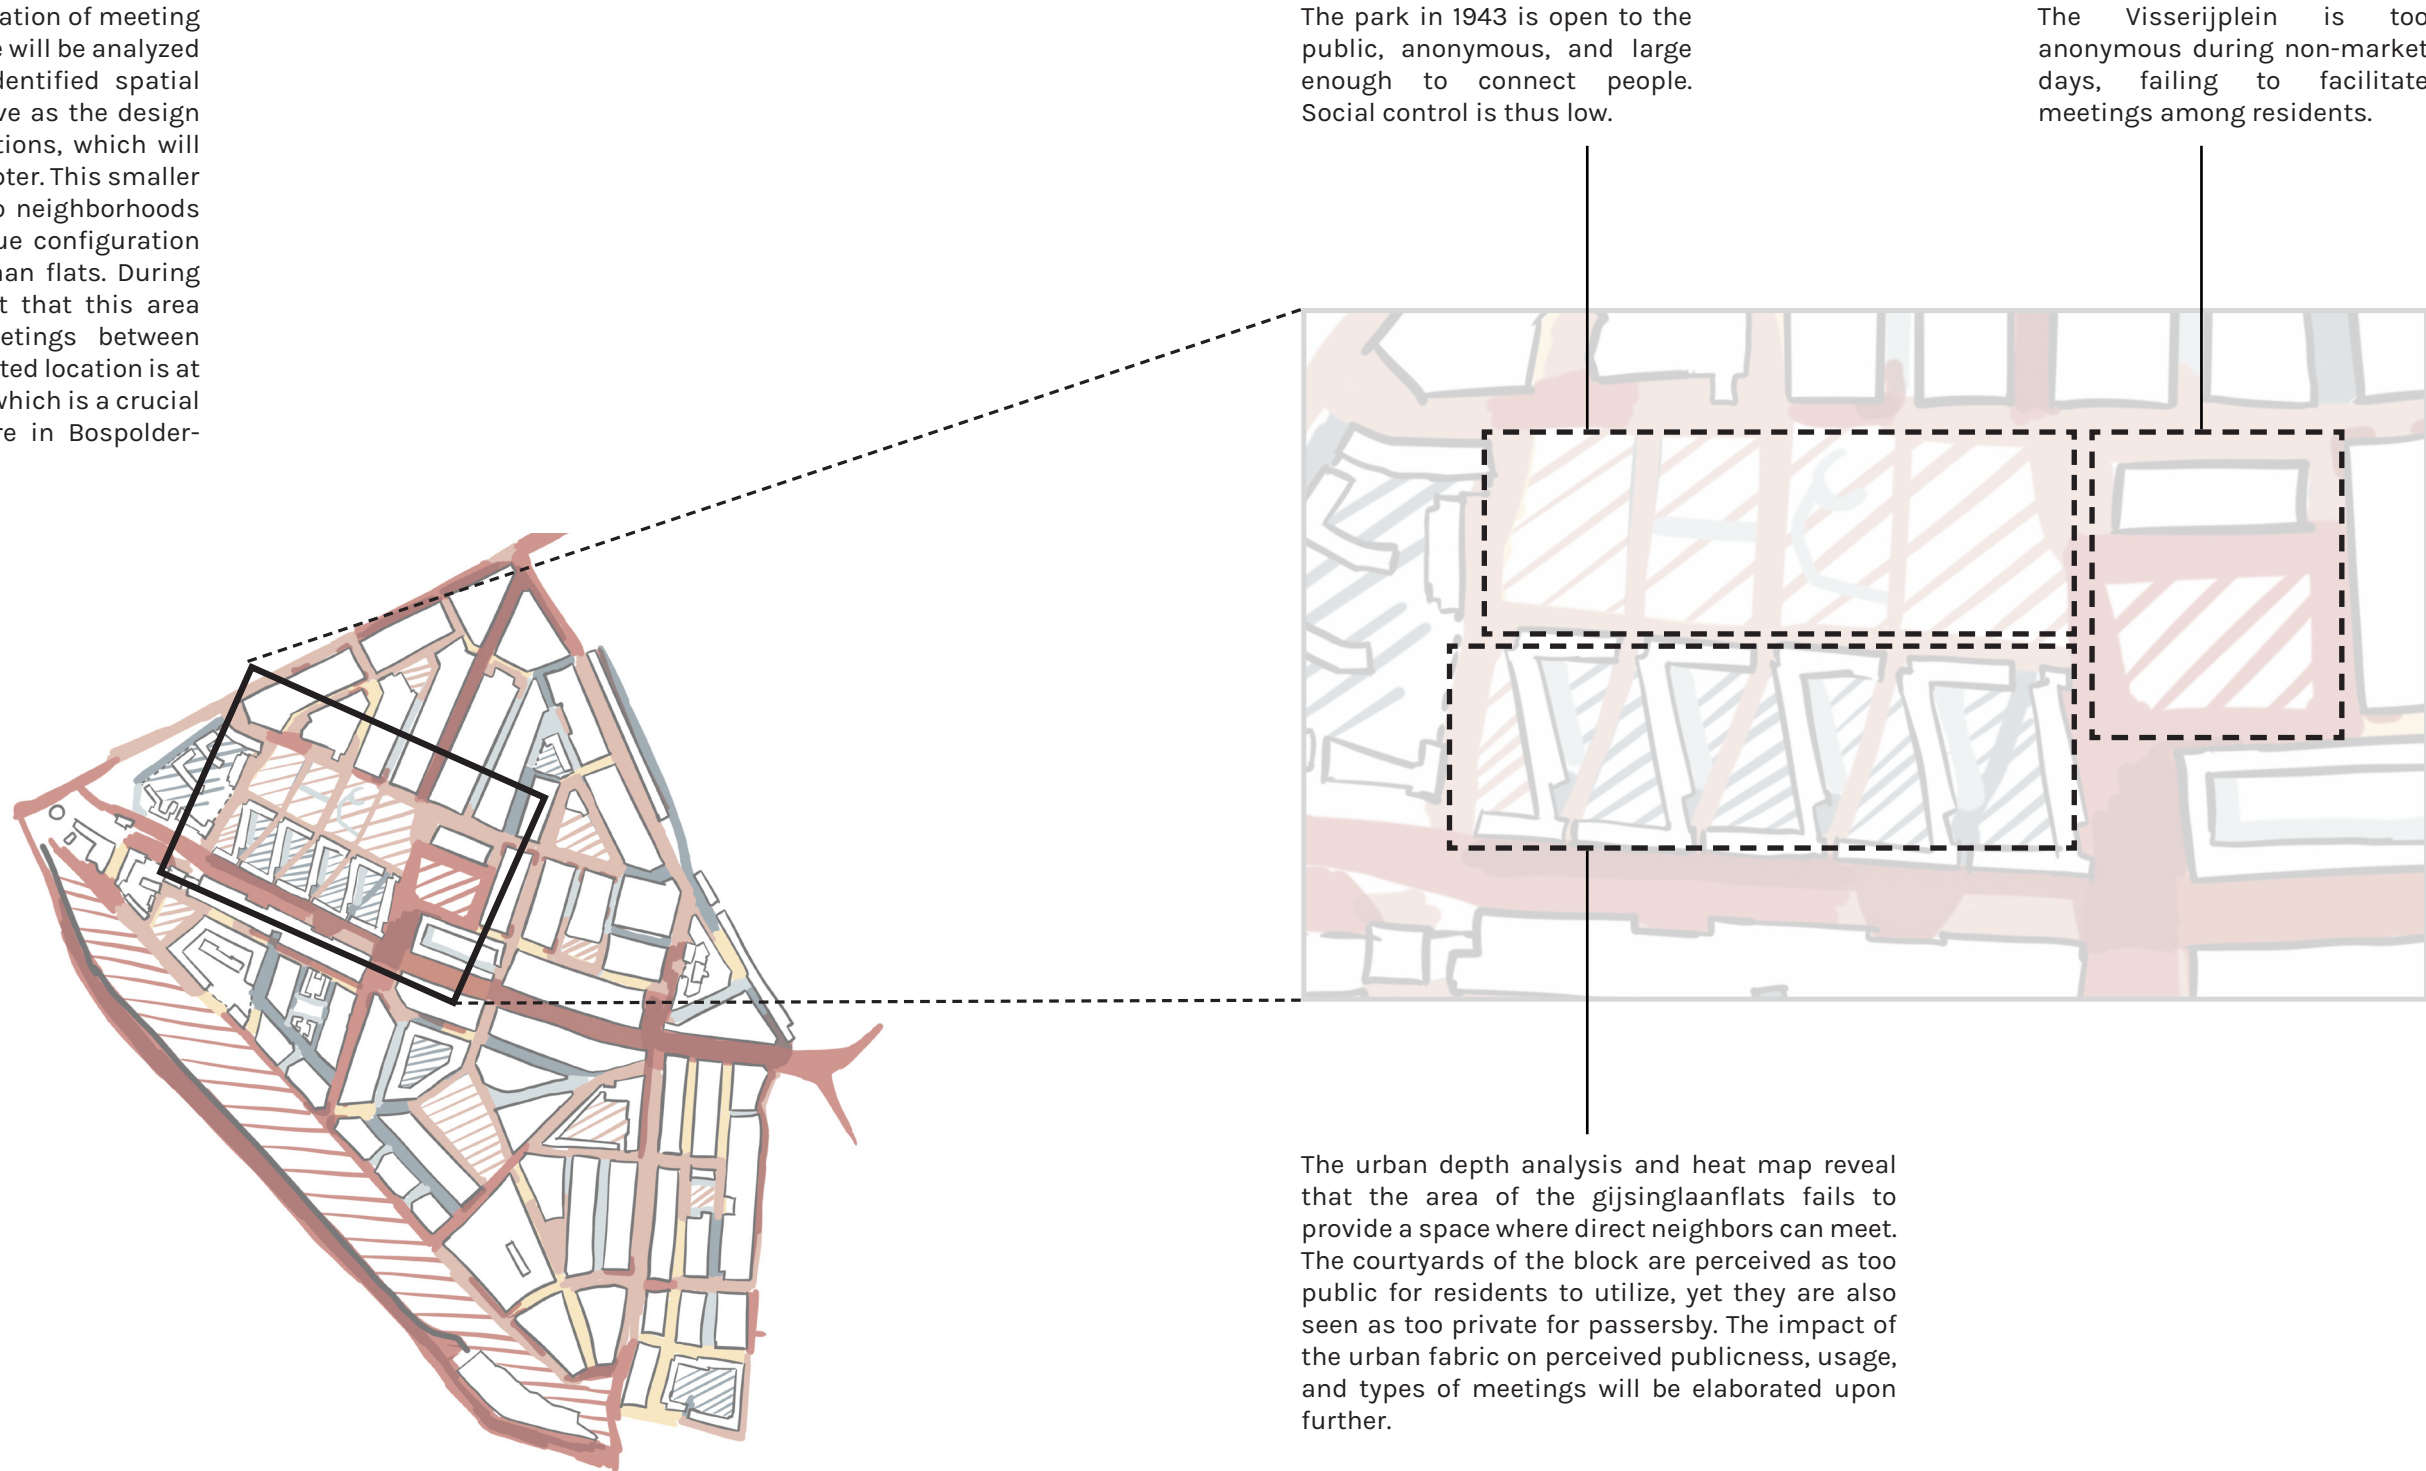 ation of meeting
e will be analyzed
dentified spatial
ve as the design
tions, which will
pter. This smaller
o neighborhoods
ue configuration
aan flats. During
t that this area
etings between
ted location is at
which is a crucial
re in Bospolder-
The park in 1943 is open to the
public, anonymous, and large
enough to connect people.
Social control is thus low.
The Visserijplein is too
anonymous during non-market
days, failing to facilitate
meetings among residents.
The urban depth analysis and heat map reveal
that the area of the gijsinglaanflats fails to
provide a space where direct neighbors can meet.
The courtyards of the block are perceived as too
public for residents to utilize, yet they are also
seen as too private for passersby. The impact of
the urban fabric on perceived publicness, usage,
and types of meetings will be elaborated upon
further.